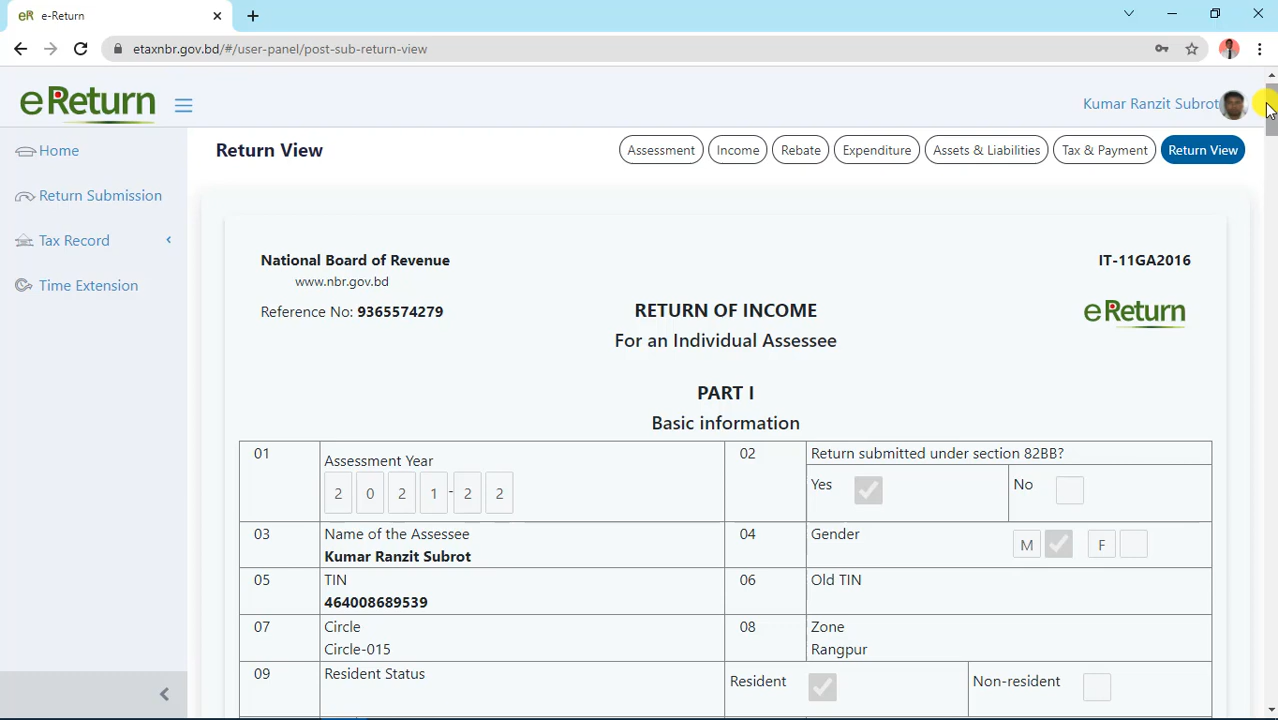 eR e-Return
etaxnbr.gov.bd/#/user-panel/post-sub-return-view
eReturn
Kumar Ranzit Subrot
Home
Return Submission
Tax Record
Time Extension
Return View
Assessment
Income
Rebate
Expenditure
Assets & Liabilities
Tax & Payment
Return View
National Board of Revenue
www.nbr.gov.bd
Reference No: 9365574279
IT-11GA2016
eReturn
RETURN OF INCOME
For an Individual Assessee
PART I
Basic information
01
Assessment Year
2 0 2 1 - 2 2
02
Return submitted under section 82BB?
Yes
No
03
Name of the Assessee
Kumar Ranzit Subrot
04
Gender
M
F
05
TIN
464008689539
06
Old TIN
07
Circle
Circle-015
08
Zone
Rangpur
09
Resident Status
Resident
Non-resident